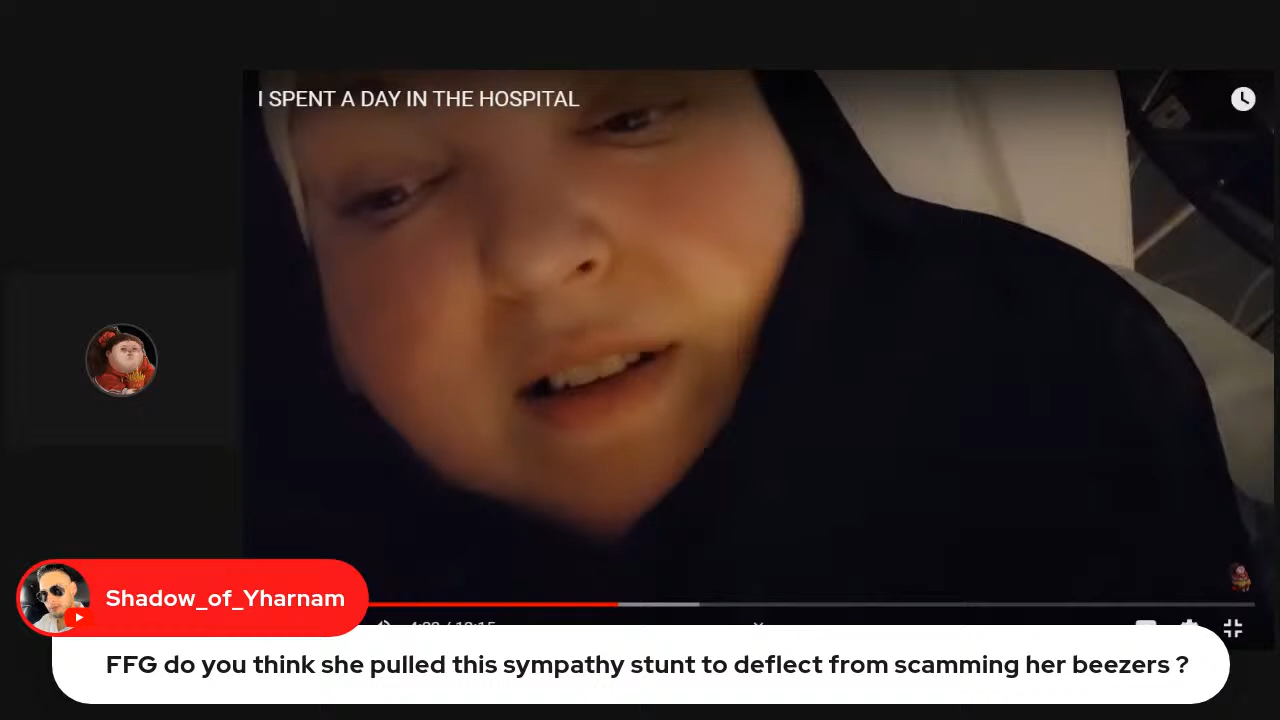 I SPENT A DAY IN THE HOSPITAL
Shadow_of_Yharnam
FFG do you think she pulled this sympathy stunt to deflect from scamming her beezers ?